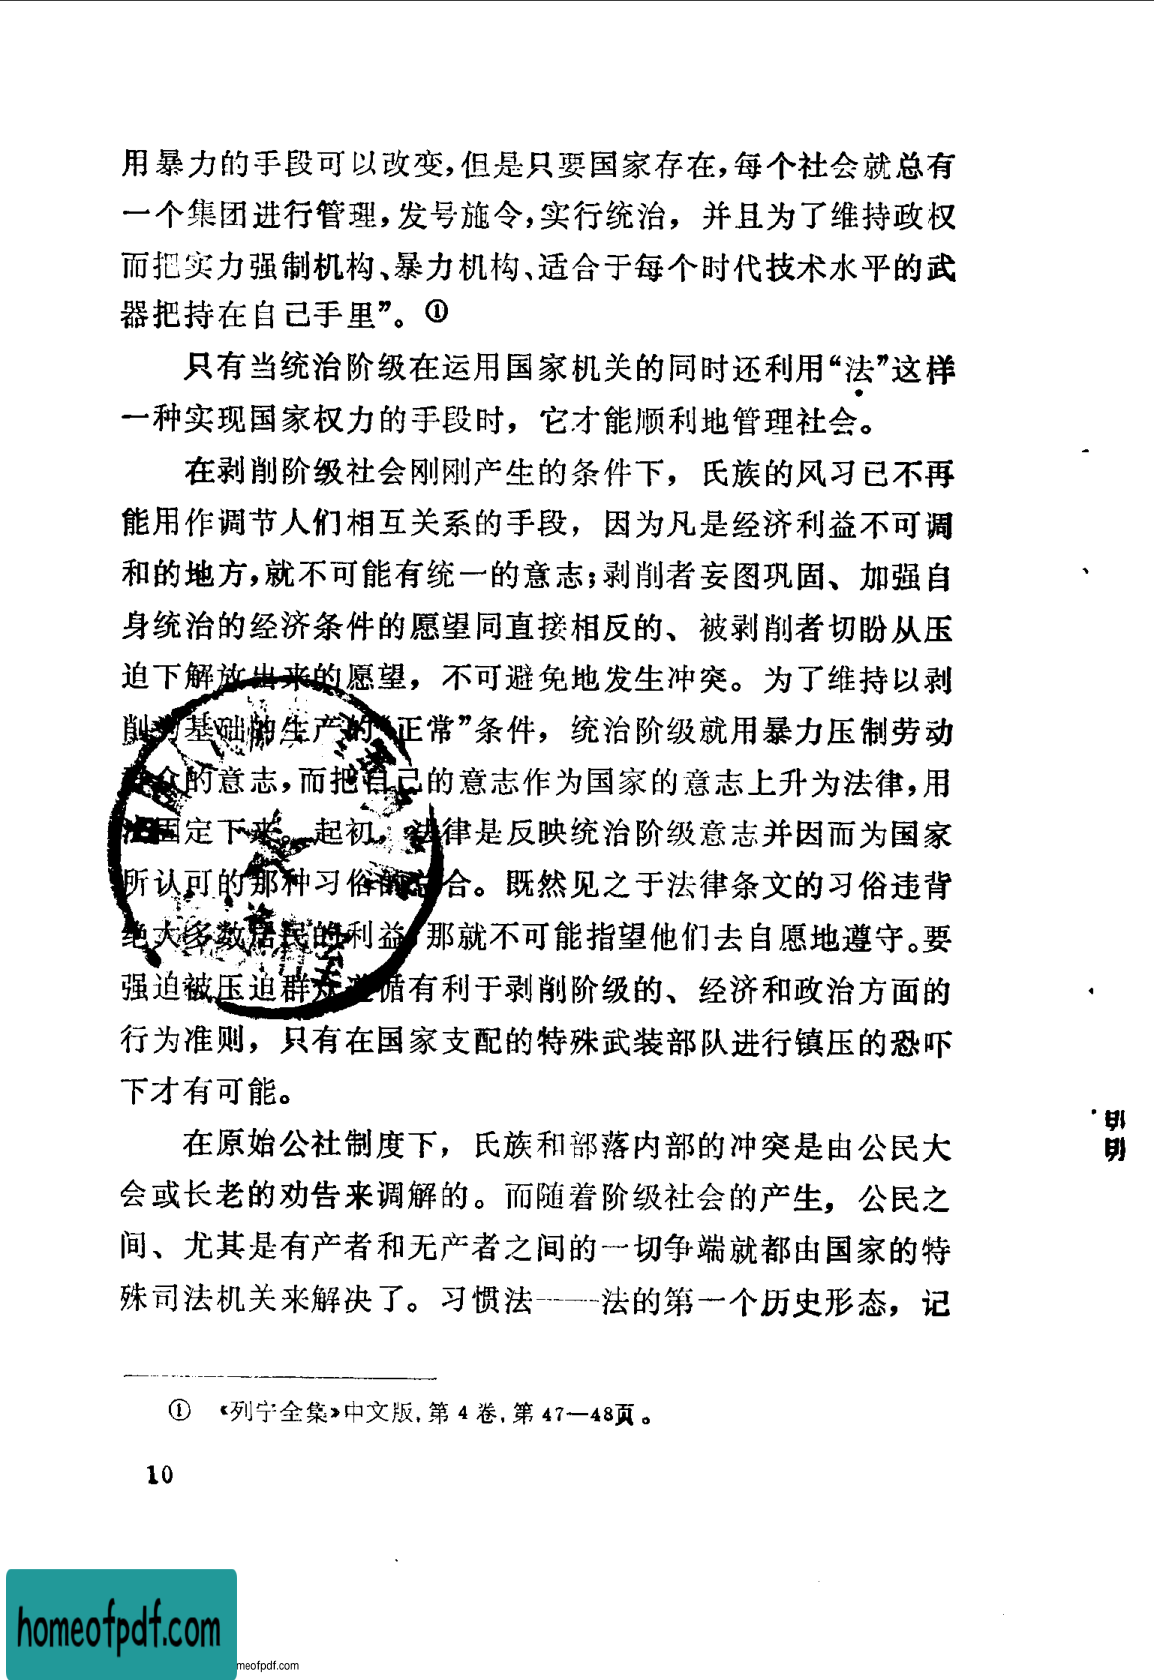 用暴力的手段可以改变，但是只要国家存在，每个社会就总有
一个集团进行管理，发号施令，实行统治，并且为了维持政权
而把实力强制机构、暴力机构、适合于每个时代技术水平的武
器把持在自己手里”。①
只有当统治阶级在运用国家机关的同时还利用“法”这样
一种实现国家权力的手段时，它才能顺利地管理社会。
在剥削阶级社会刚刚产生的条件下，氏族的风习已不再
能用作调节人们相互关系的手段，因为凡是经济利益不可调
和的地方，就不可能有统一的意志；剥削者妄图巩固、加强自
身统治的经济条件的愿望同直接相反的、被剥削者切盼从压
迫下解放出来的愿望，不可避免地发生冲突。为了维持以剥
削为基础的生产的“正常”条件，统治阶级就用暴力压制劳动
众的意志，而把自己的意志作为国家的意志上升为法律，用
固定下来。起初，法律是反映统治阶级意志并因而为国家
所认可的那种习俗的总合。既然见之于法律条文的习俗违背
绝大多数居民的利益，那就不可能指望他们去自愿地遵守。要
强迫被压迫群众遵循有利于剥削阶级的、经济和政治方面的
行为准则，只有在国家支配的特殊武装部队进行镇压的恐吓
下才有可能。
在原始公社制度下，氏族和部落内部的冲突是由公民大
会或长老的劝告来调解的。而随着阶级社会的产生，公民之
间、尤其是有产者和无产者之间的一切争端就都由国家的特
殊司法机关来解决了。习惯法——法的第一个历史形态，记
① 《列宁全集》中文版，第4卷，第47—48页。
10
homeofpdf.com
meofpdf.com